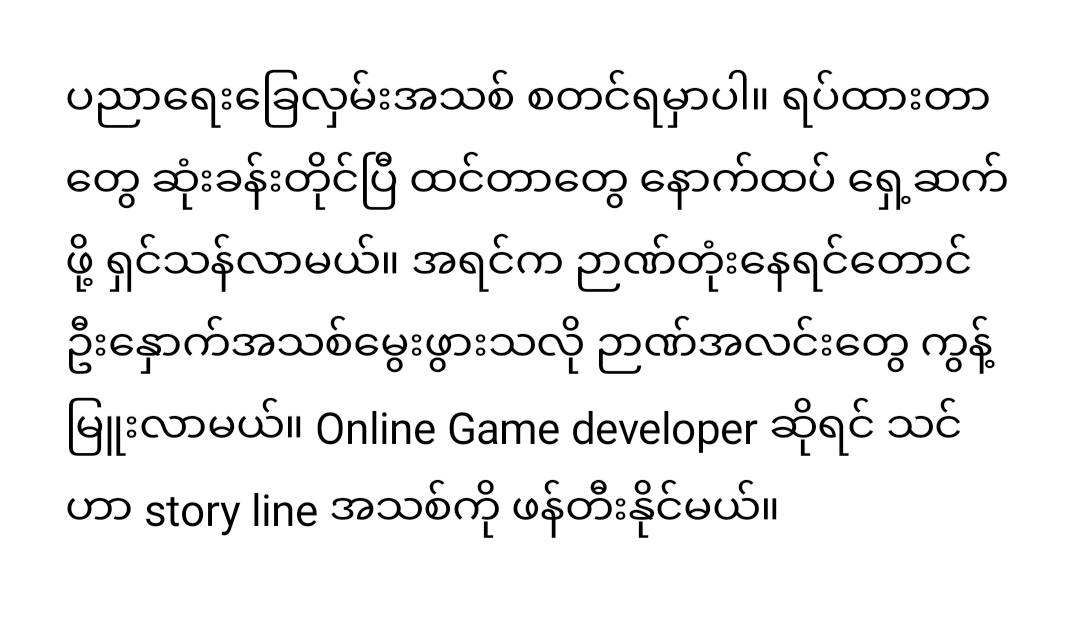 ပညာရေးခြေလှမ်းအသစ် စတင်ရမှာပါ။ ရပ်ထားတာ
တွေ ဆုံးခန်းတိုင်ပြီ ထင်တာတွေ နောက်ထပ် ရှေ့ဆက်
ဖို့ ရှင်သန်လာမယ်။ အရင်က ဉာဏ်တုံးနေရင်တောင်
ဦးနှောက်အသစ်မွေးဖွားသလို ဉာဏ်အလင်းတွေ ကွန့်
မြူးလာမယ်။ Online Game developer ဆိုရင် သင်
ဟာ story line အသစ်ကို ဖန်တီးနိုင်မယ်။